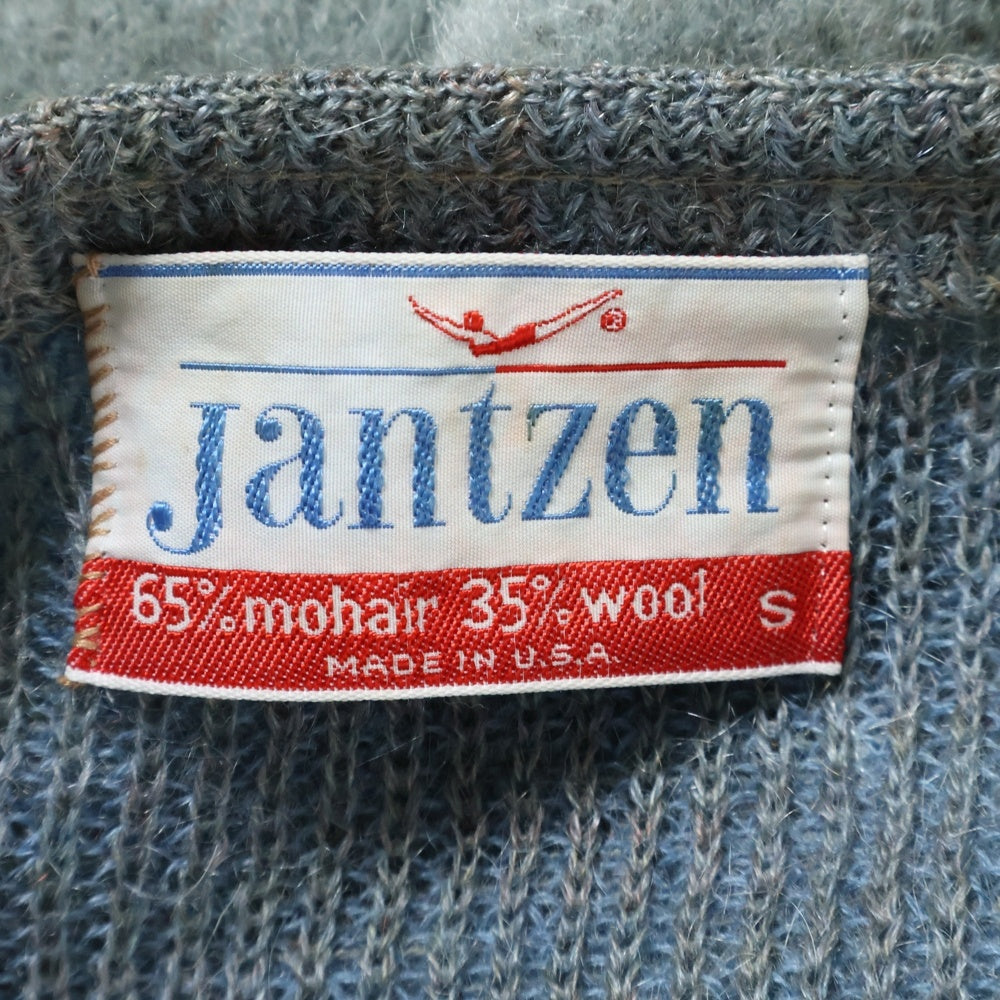 Jantzen
65% mohair 35% wool S
MADE IN U.S.A.